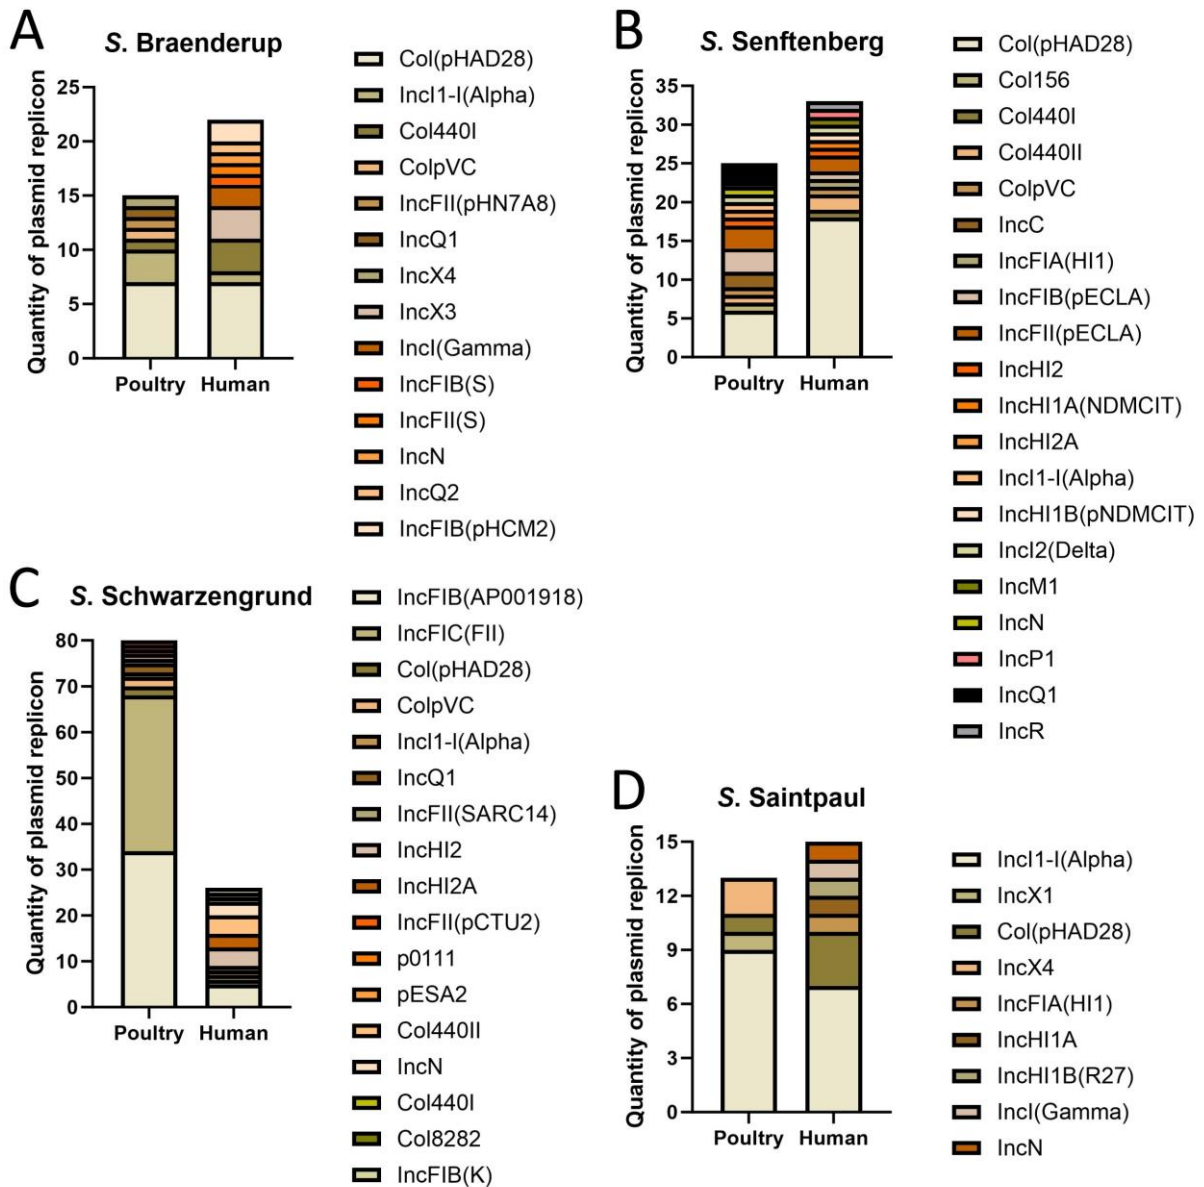 A
S. Braenderup
Quantity of plasmid replicon
25
20
15
10
5
0
Poultry
Human
Col(pHAD28)
IncI1-I(Alpha)
Col440I
ColpVC
IncFII(pHN7A8)
IncQ1
IncX4
IncX3
IncI(Gamma)
IncFIB(S)
IncFII(S)
IncN
IncQ2
IncFIB(pHCM2)
B
S. Senftenberg
Quantity of plasmid replicon
35
30
25
20
15
10
5
0
Poultry
Human
Col(pHAD28)
Col156
Col440I
Col440II
ColpVC
IncC
IncFIA(HI1)
IncFIB(pECLA)
IncFII(pECLA)
IncHI2
IncHI1A(NDMCIT)
IncHI2A
IncI1-I(Alpha)
IncHI1B(pNDMCIT)
IncI2(Delta)
IncM1
IncN
IncP1
IncQ1
IncR
C
S. Schwarzengrund
Quantity of plasmid replicon
80
70
60
50
40
30
20
10
0
Poultry
Human
IncFIB(AP001918)
IncFIC(FII)
Col(pHAD28)
ColpVC
IncI1-I(Alpha)
IncQ1
IncFII(SARC14)
IncHI2
IncHI2A
IncFII(pCTU2)
p0111
pESA2
Col440II
IncN
Col440I
Col8282
IncFIB(K)
D
S. Saintpaul
Quantity of plasmid replicon
15
12
9
6
3
0
Poultry
Human
IncI1-I(Alpha)
IncX1
Col(pHAD28)
IncX4
IncFIA(HI1)
IncHI1A
IncHI1B(R27)
IncI(Gamma)
IncN